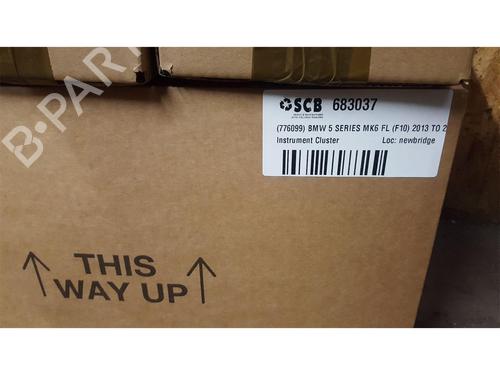 SCB 683037
(776099) BMW 5 SERIES MK6 FL (F10) 2013 TO 2
Instrument Cluster Loc: newbridge
B-PARTS
THIS
WAY UP